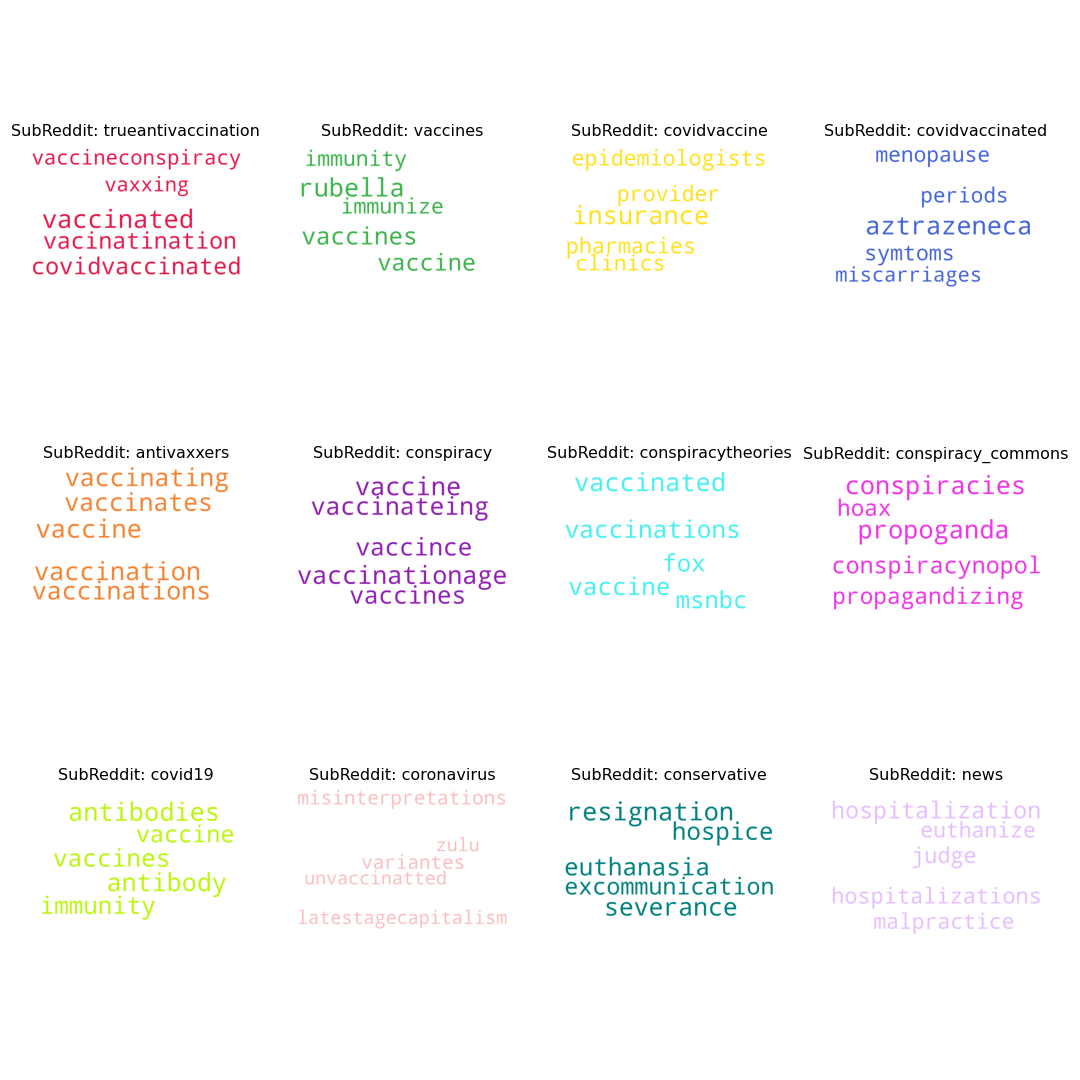 SubReddit: trueantivaccination
vaccineconspiracy
vaxxing
vaccinated
vacinatination
covidvaccinated
SubReddit: vaccines
immunity
rubella
immunize
vaccines
vaccine
SubReddit: covidvaccine
epidemiologists
provider
insurance
pharmacies
clinics
SubReddit: covidvaccinated
menopause
periods
aztrazeneca
symtoms
miscarriages
SubReddit: antivaxxers
vaccinating
vaccinates
vaccine
vaccination
vaccinations
SubReddit: conspiracy
vaccine
vaccinateing
vaccince
vaccinationage
vaccines
SubReddit: conspiracytheories
vaccinated
vaccinations
fox
vaccine
msnbc
SubReddit: conspiracy_commons
conspiracies
hoax
propoganda
conspiracynopol
propagandizing
SubReddit: covid19
antibodies
vaccine
vaccines
antibody
immunity
SubReddit: coronavirus
misinterpretations
zulu
variantes
unvaccinatted
latestagecapitalism
SubReddit: conservative
resignation
hospice
euthanasia
excommunication
severance
SubReddit: news
hospitalization
euthanize
judge
hospitalizations
malpractice